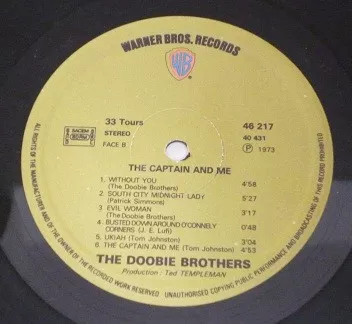 WARNER BROS. RECORDS
33 Tours
STEREO
FACE B
46 217
40 431
Ⓟ 1973
SACEM
THE CAPTAIN AND ME
1. WITHOUT YOU
(The Doobie Brothers) 4'58
2. SOUTH CITY MIDNIGHT LADY
(Patrick Simmons) 5'27
3. EVIL WOMAN
(The Doobie Brothers) 3'17
4. BUSTED DOWN AROUND O'CONNELY
CORNERS (J. E. Luft) 0'48
5. UKIAH (Tom Johnston) 3'04
6. THE CAPTAIN AND ME (Tom Johnston) 4'53
THE DOOBIE BROTHERS
Production : Ted TEMPLEMAN
ALL RIGHTS OF THE MANUFACTURER AND OF THE OWNER OF THE RECORDED WORK RESERVED UNAUTHORISED COPYING PUBLIC PERFORMANCE AND BROADCASTING OF THIS RECORD PROHIBITED